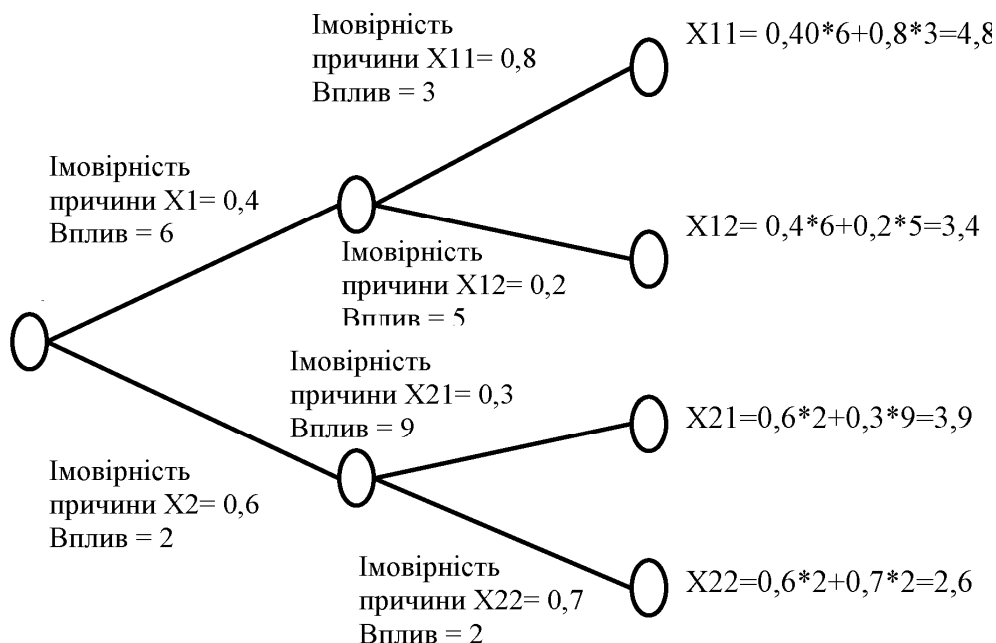 Імовірність
причини X11= 0,8
Вплив = 3
X11= 0,40*6+0,8*3=4,8
Імовірність
причини X1= 0,4
Вплив = 6
X12= 0,4*6+0,2*5=3,4
Імовірність
причини X12= 0,2
Вплив = 5
Імовірність
причини X21= 0,3
Вплив = 9
X21=0,6*2+0,3*9=3,9
Імовірність
причини X2= 0,6
Вплив = 2
Імовірність
причини X22= 0,7
Вплив = 2
X22=0,6*2+0,7*2=2,6